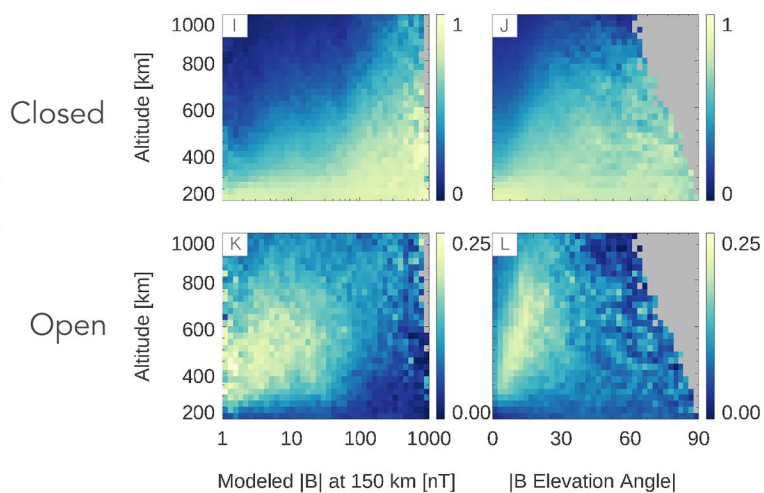 I
J
1000
800
600
400
200
Altitude [km]
Closed
1
0
1
0
K
L
1000
800
600
400
200
Altitude [km]
Open
0.25
0.00
0.25
0.00
1 10 100 1000
0 30 60 90
Modeled |B| at 150 km [nT]
|B Elevation Angle|